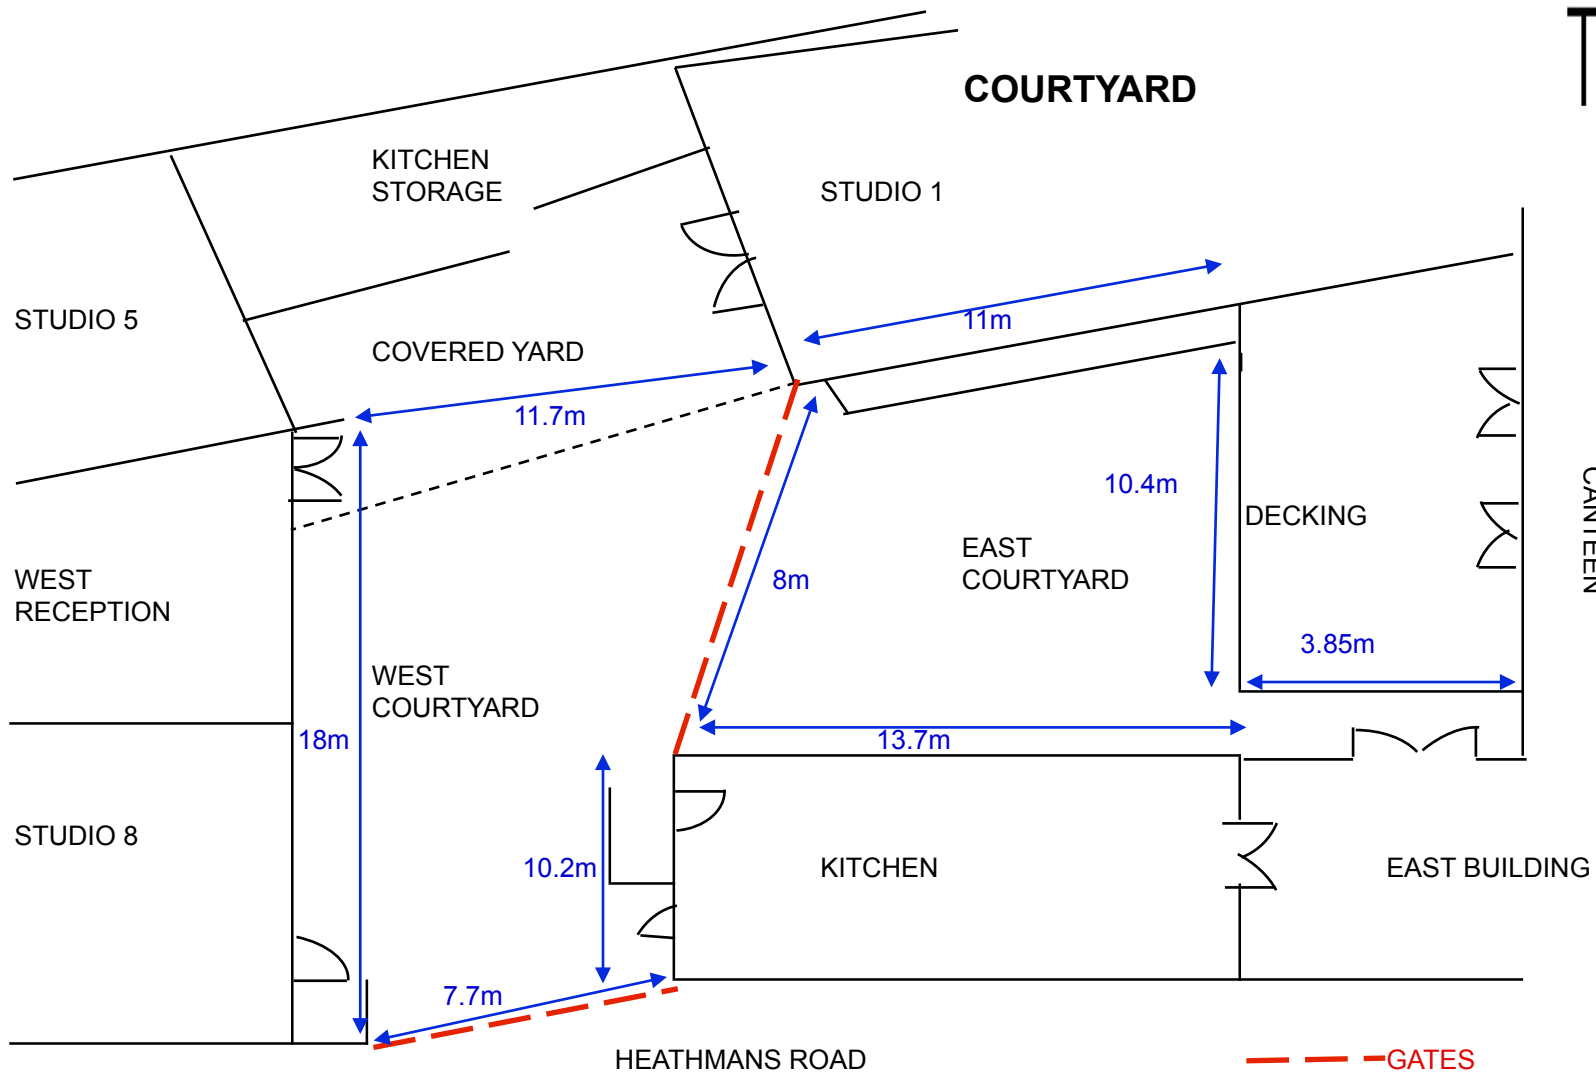 COURTYARD
KITCHEN
STORAGE
STUDIO 1
STUDIO 5
11m
COVERED YARD
11.7m
10.4m
CANTEEN
DECKING
EAST
COURTYARD
8m
WEST
RECEPTION
3.85m
WEST
COURTYARD
18m
13.7m
STUDIO 8
10.2m
KITCHEN
EAST BUILDING
7.7m
HEATHMANS ROAD
GATES